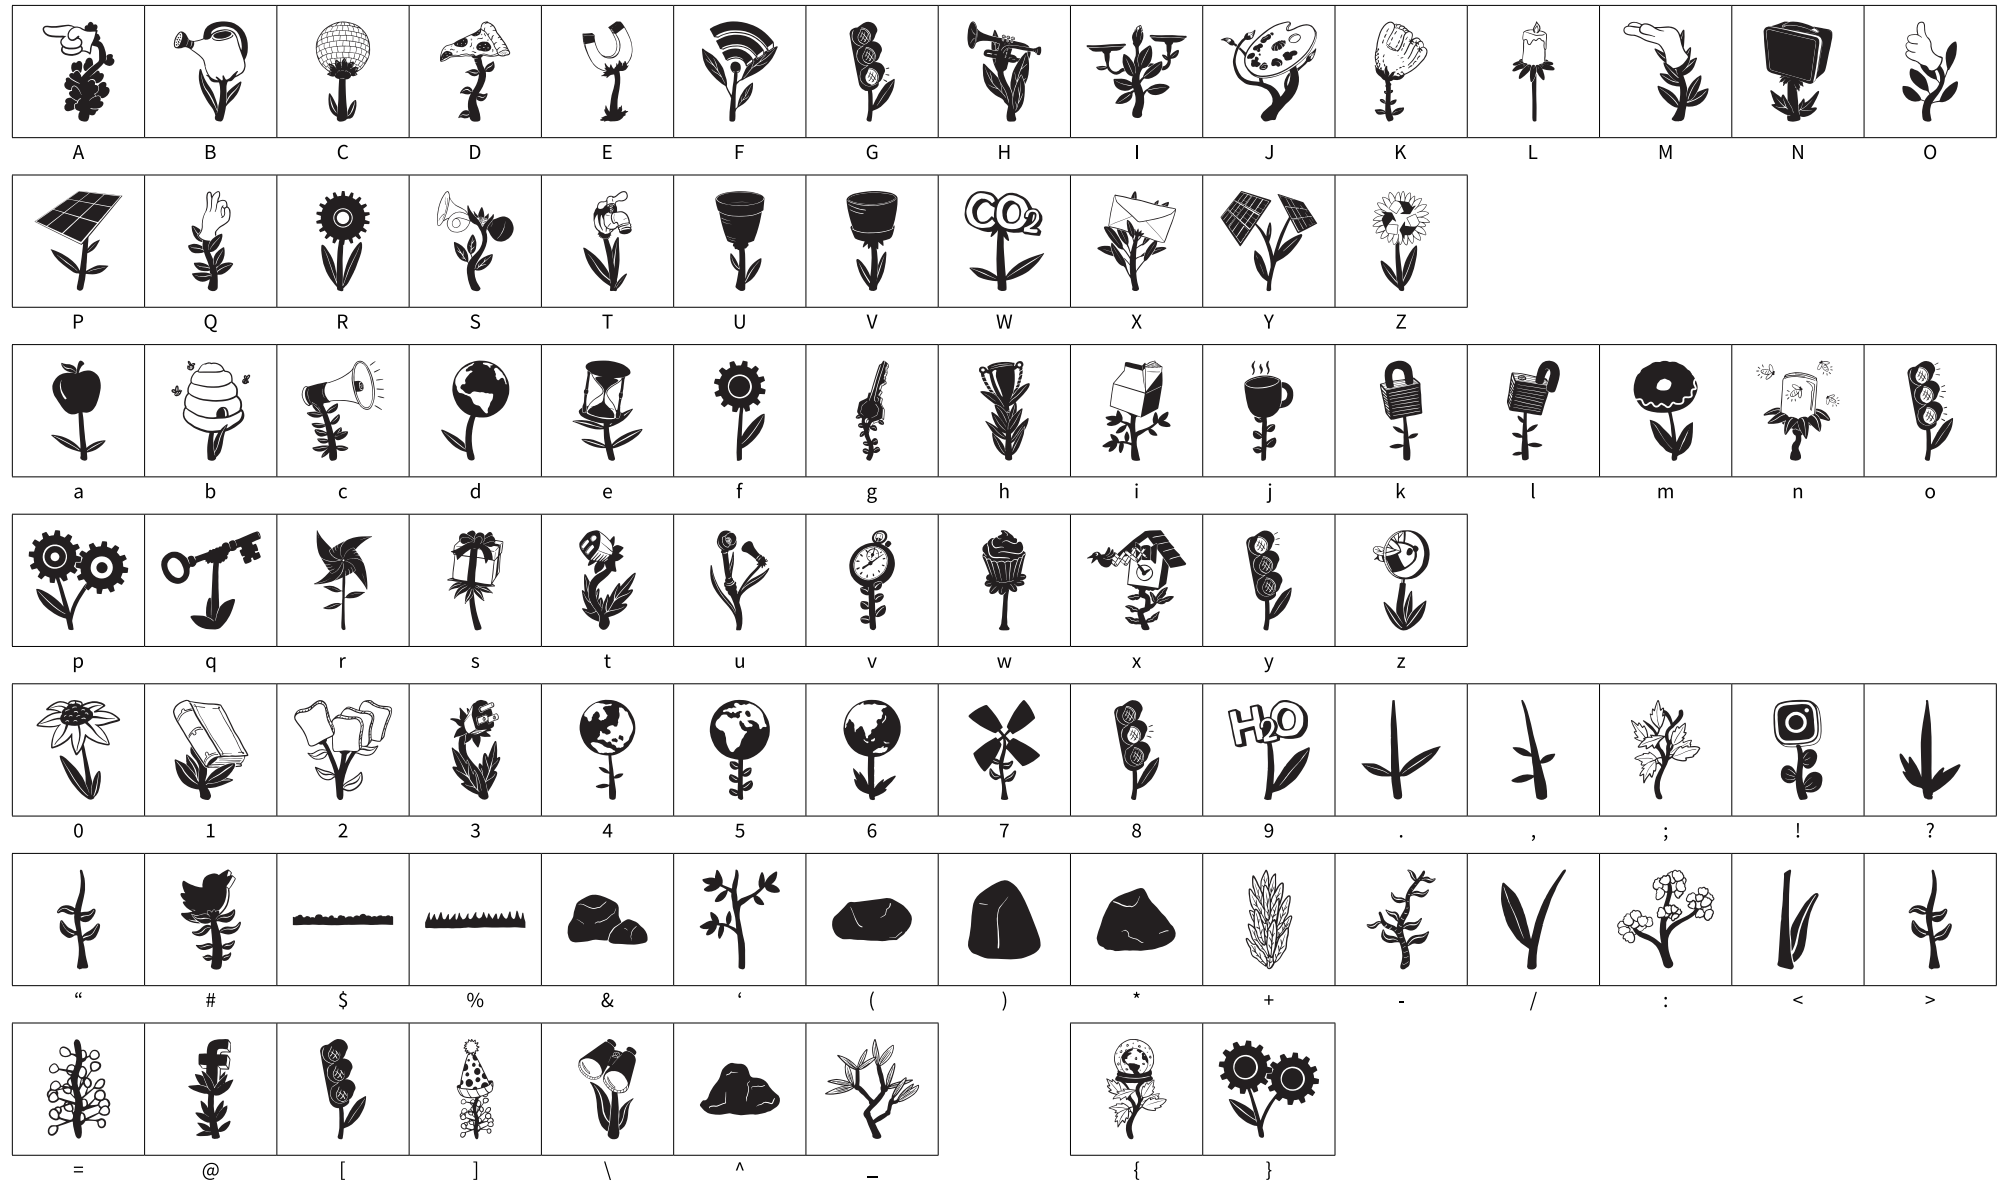 A B C D E F G H I J K L M N O
CO2
P Q R S T U V W X Y Z
a b c d e f g h i j k l m n o
p q r s t u v w x y z
H2O
0 1 2 3 4 5 6 7 8 9 . , ; ! ?
“ # $ % & ‘ ( ) * + - / : < >
f
= @ [ ] \ ^ _ { }